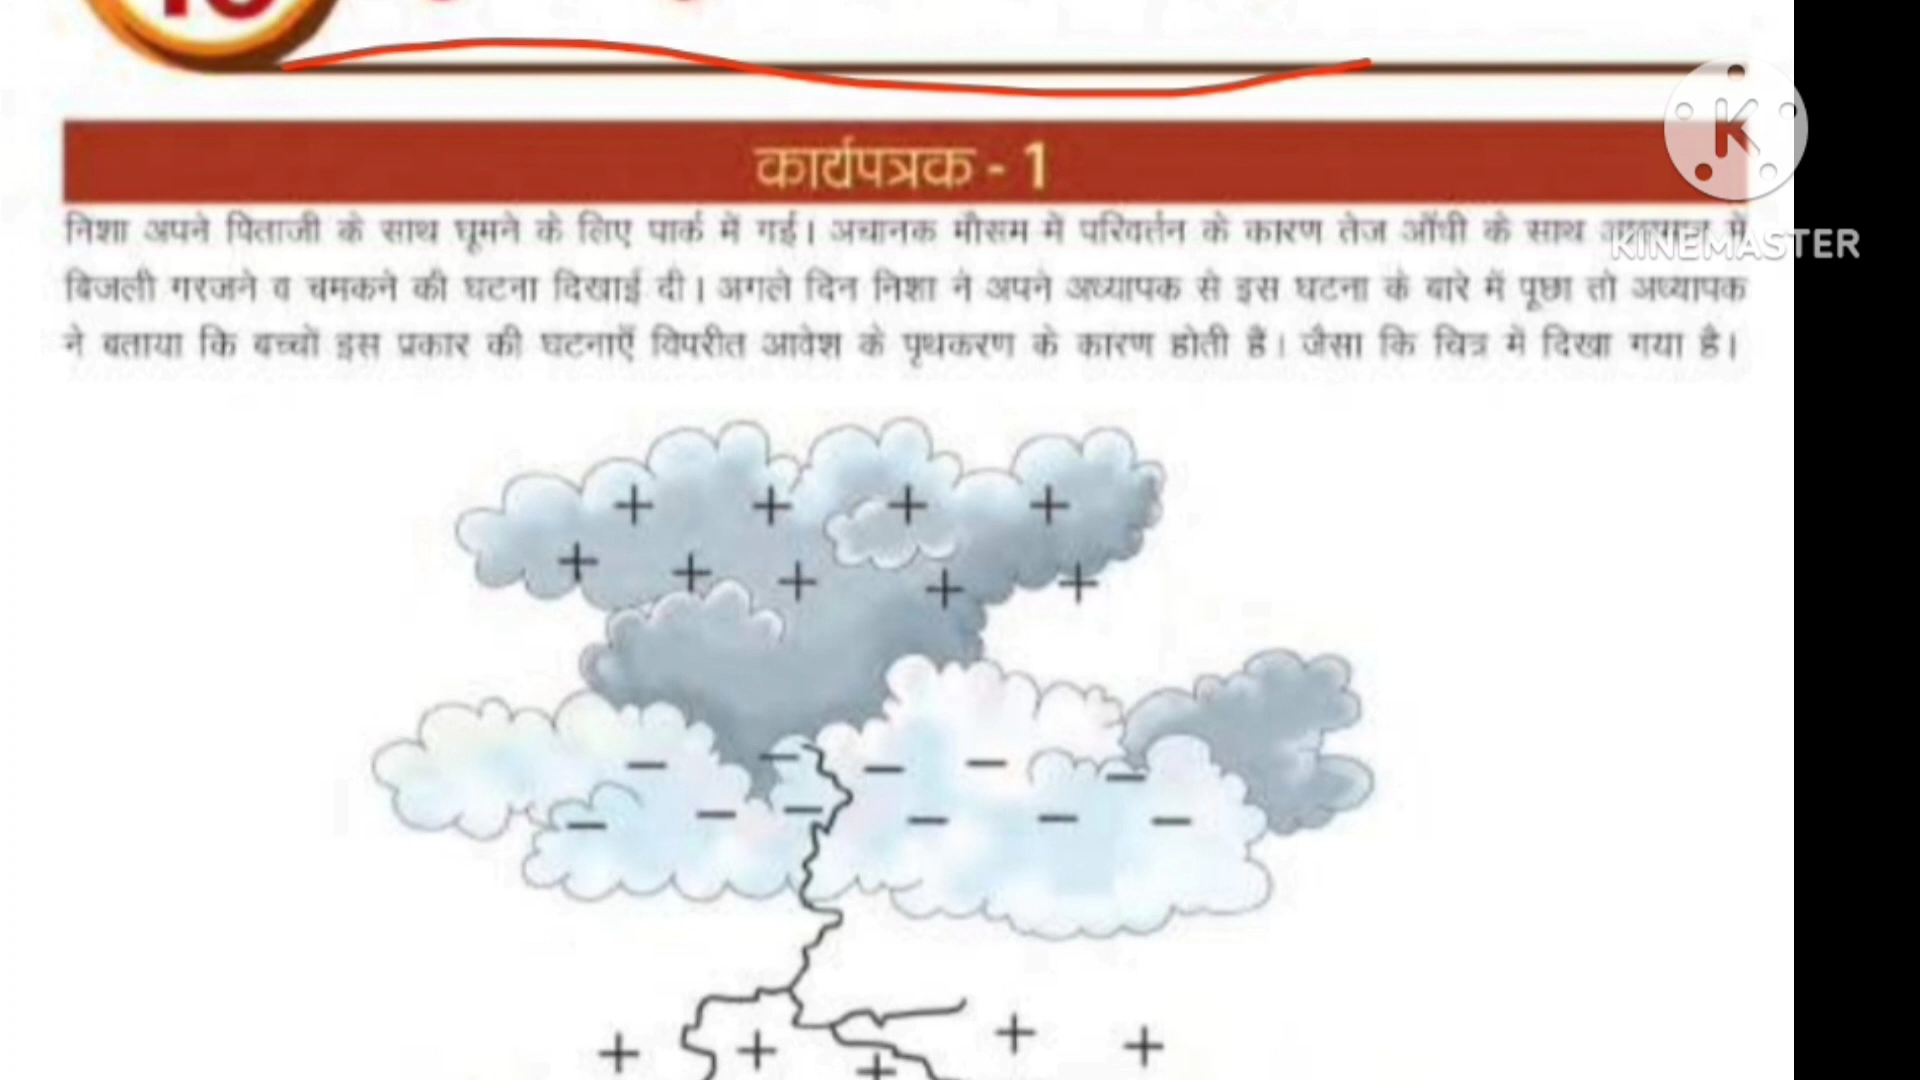 कार्यपत्रक - 1
निशा अपने पिताजी के साथ घूमने के लिए पार्क में गई। अचानक मौसम में परिवर्तन के कारण तेज आँधी के साथ में
बिजली गरजने व चमकने की घटना दिखाई दी। अगले दिन निशा ने अपने अध्यापक से इस घटना के बारे में पूछा तो अध्यापक
ने बताया कि बच्चों इस प्रकार की घटनाएँ विपरीत आवेश के पृथकरण के कारण होती हैं। जैसा कि चित्र में दिखा गया है।
K
KINEMASTER
+ + + +
+ + + + +
− − − − −
− − − − − −
+ + + + +